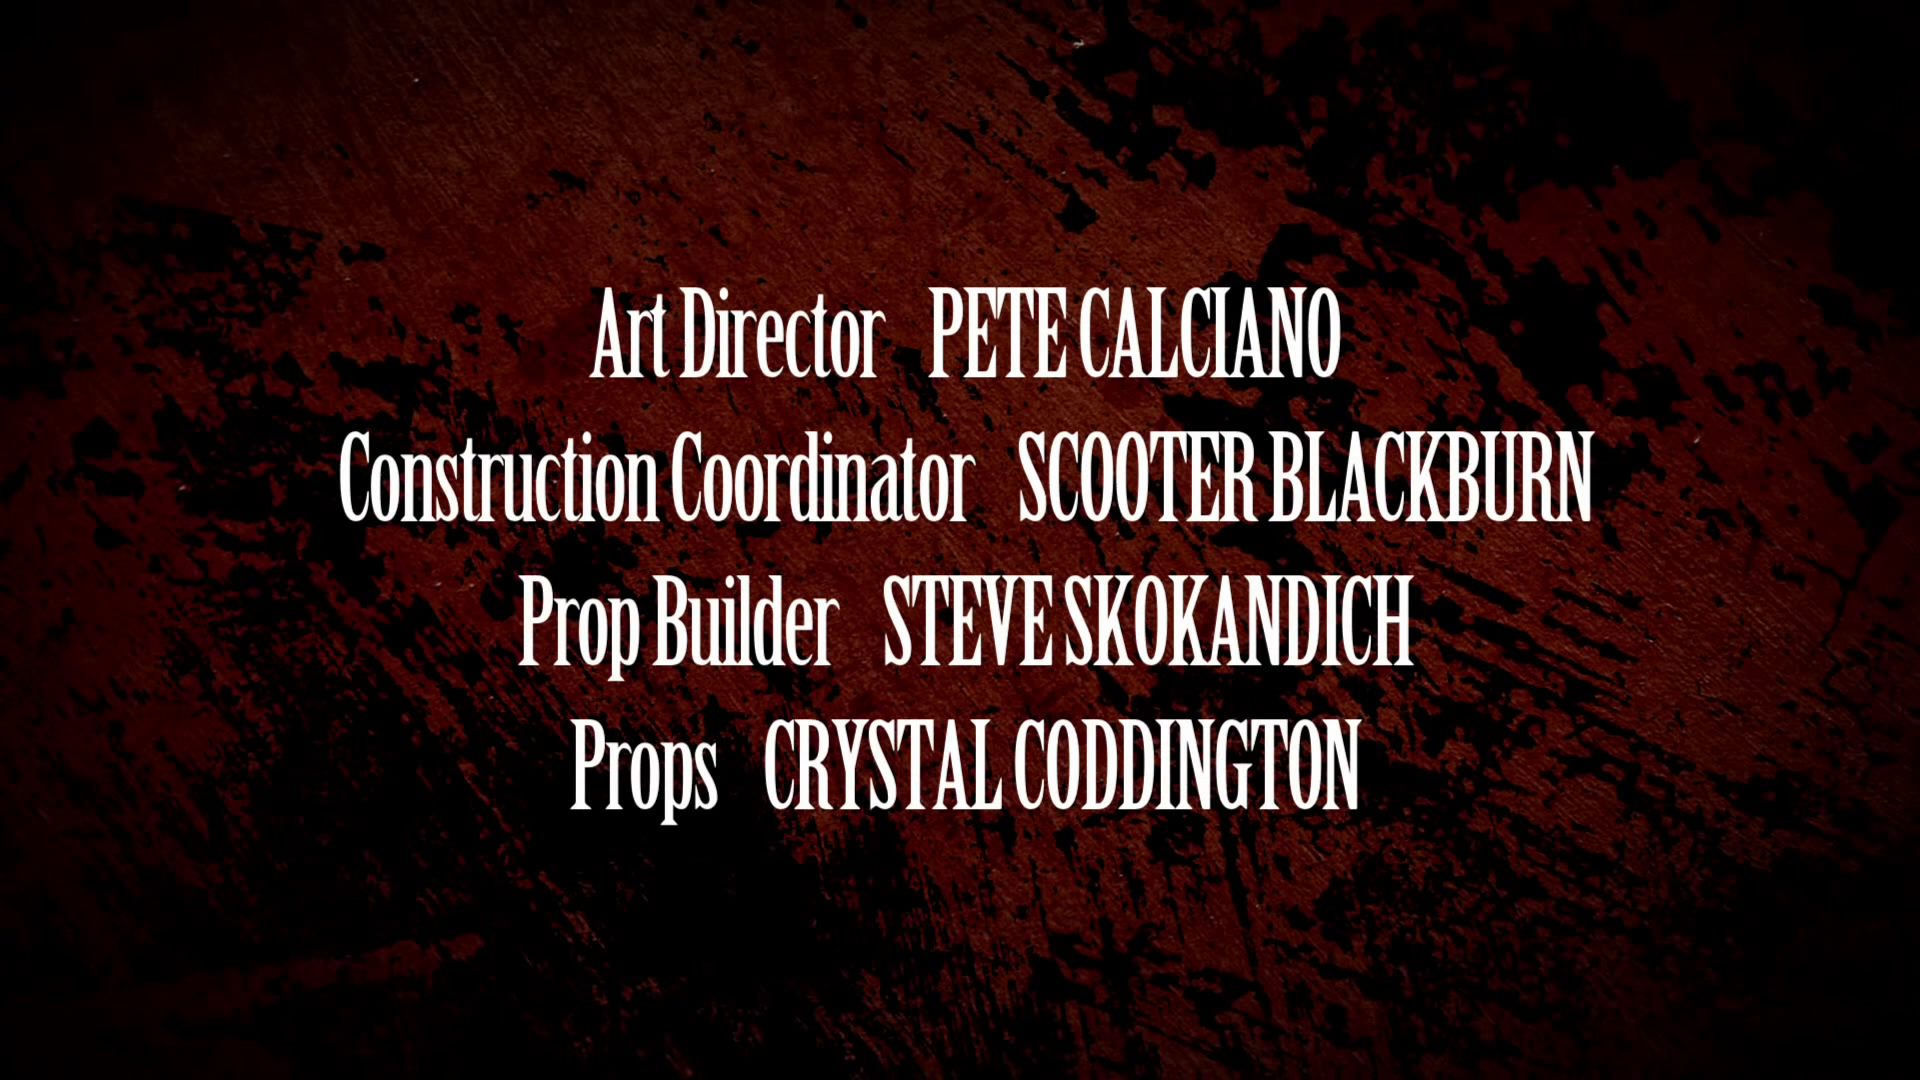 Art Director PETE CALCIANO
Construction Coordinator SCOOTER BLACKBURN
Prop Builder STEVE SKOKANDICH
Props CRYSTAL CODDINGTON